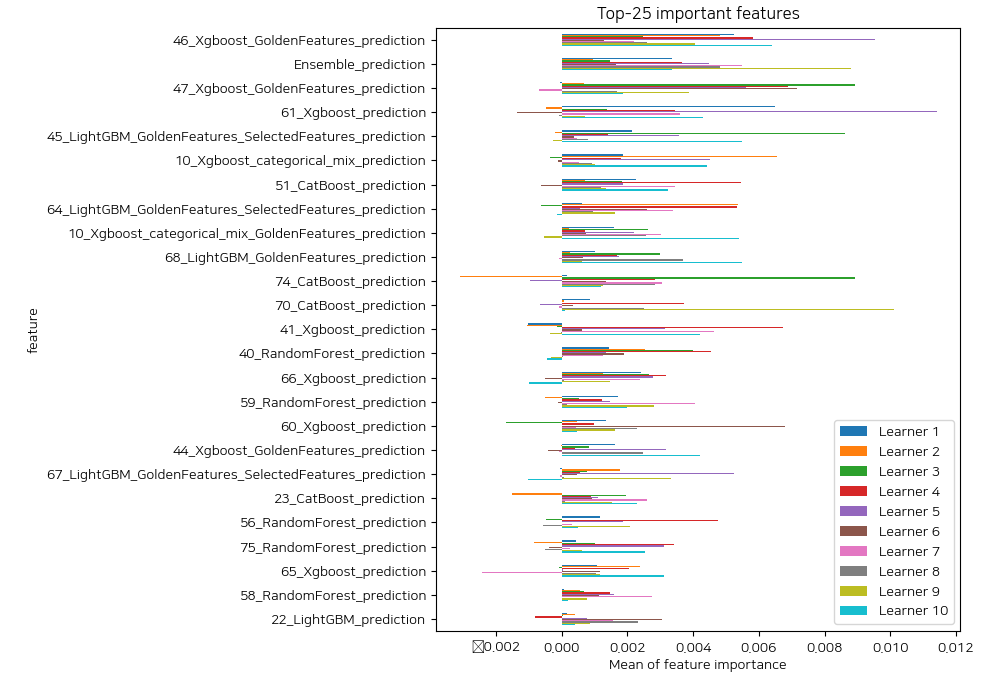 Top-25 important features
46_Xgboost_GoldenFeatures_prediction
Ensemble_prediction
47_Xgboost_GoldenFeatures_prediction
61_Xgboost_prediction
45_LightGBM_GoldenFeatures_SelectedFeatures_prediction
10_Xgboost_categorical_mix_prediction
51_CatBoost_prediction
64_LightGBM_GoldenFeatures_SelectedFeatures_prediction
10_Xgboost_categorical_mix_GoldenFeatures_prediction
68_LightGBM_GoldenFeatures_prediction
74_CatBoost_prediction
70_CatBoost_prediction
41_Xgboost_prediction
40_RandomForest_prediction
66_Xgboost_prediction
59_RandomForest_prediction
60_Xgboost_prediction
44_Xgboost_GoldenFeatures_prediction
67_LightGBM_GoldenFeatures_SelectedFeatures_prediction
23_CatBoost_prediction
56_RandomForest_prediction
75_RandomForest_prediction
65_Xgboost_prediction
58_RandomForest_prediction
22_LightGBM_prediction
feature
Learner 1
Learner 2
Learner 3
Learner 4
Learner 5
Learner 6
Learner 7
Learner 8
Learner 9
Learner 10
0.002 0.000 0.002 0.004 0.006 0.008 0.010 0.012
Mean of feature importance